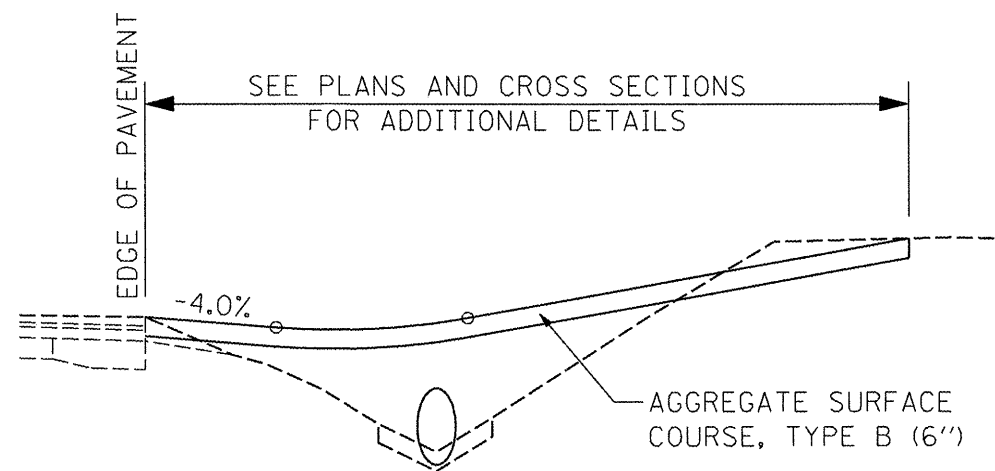 EDGE OF PAVEMENT
SEE PLANS AND CROSS SECTIONS
FOR ADDITIONAL DETAILS
-4.0%
AGGREGATE SURFACE
COURSE, TYPE B (6")